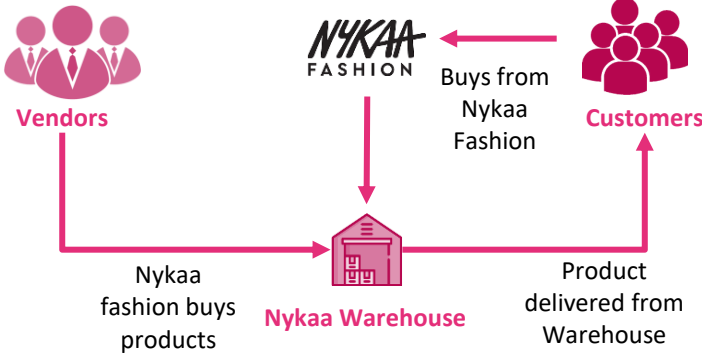 NYKAA
FASHION
Buys from
Nykaa
Fashion
Vendors
Customers
Nykaa
fashion buys
products
Nykaa Warehouse
Product
delivered from
Warehouse